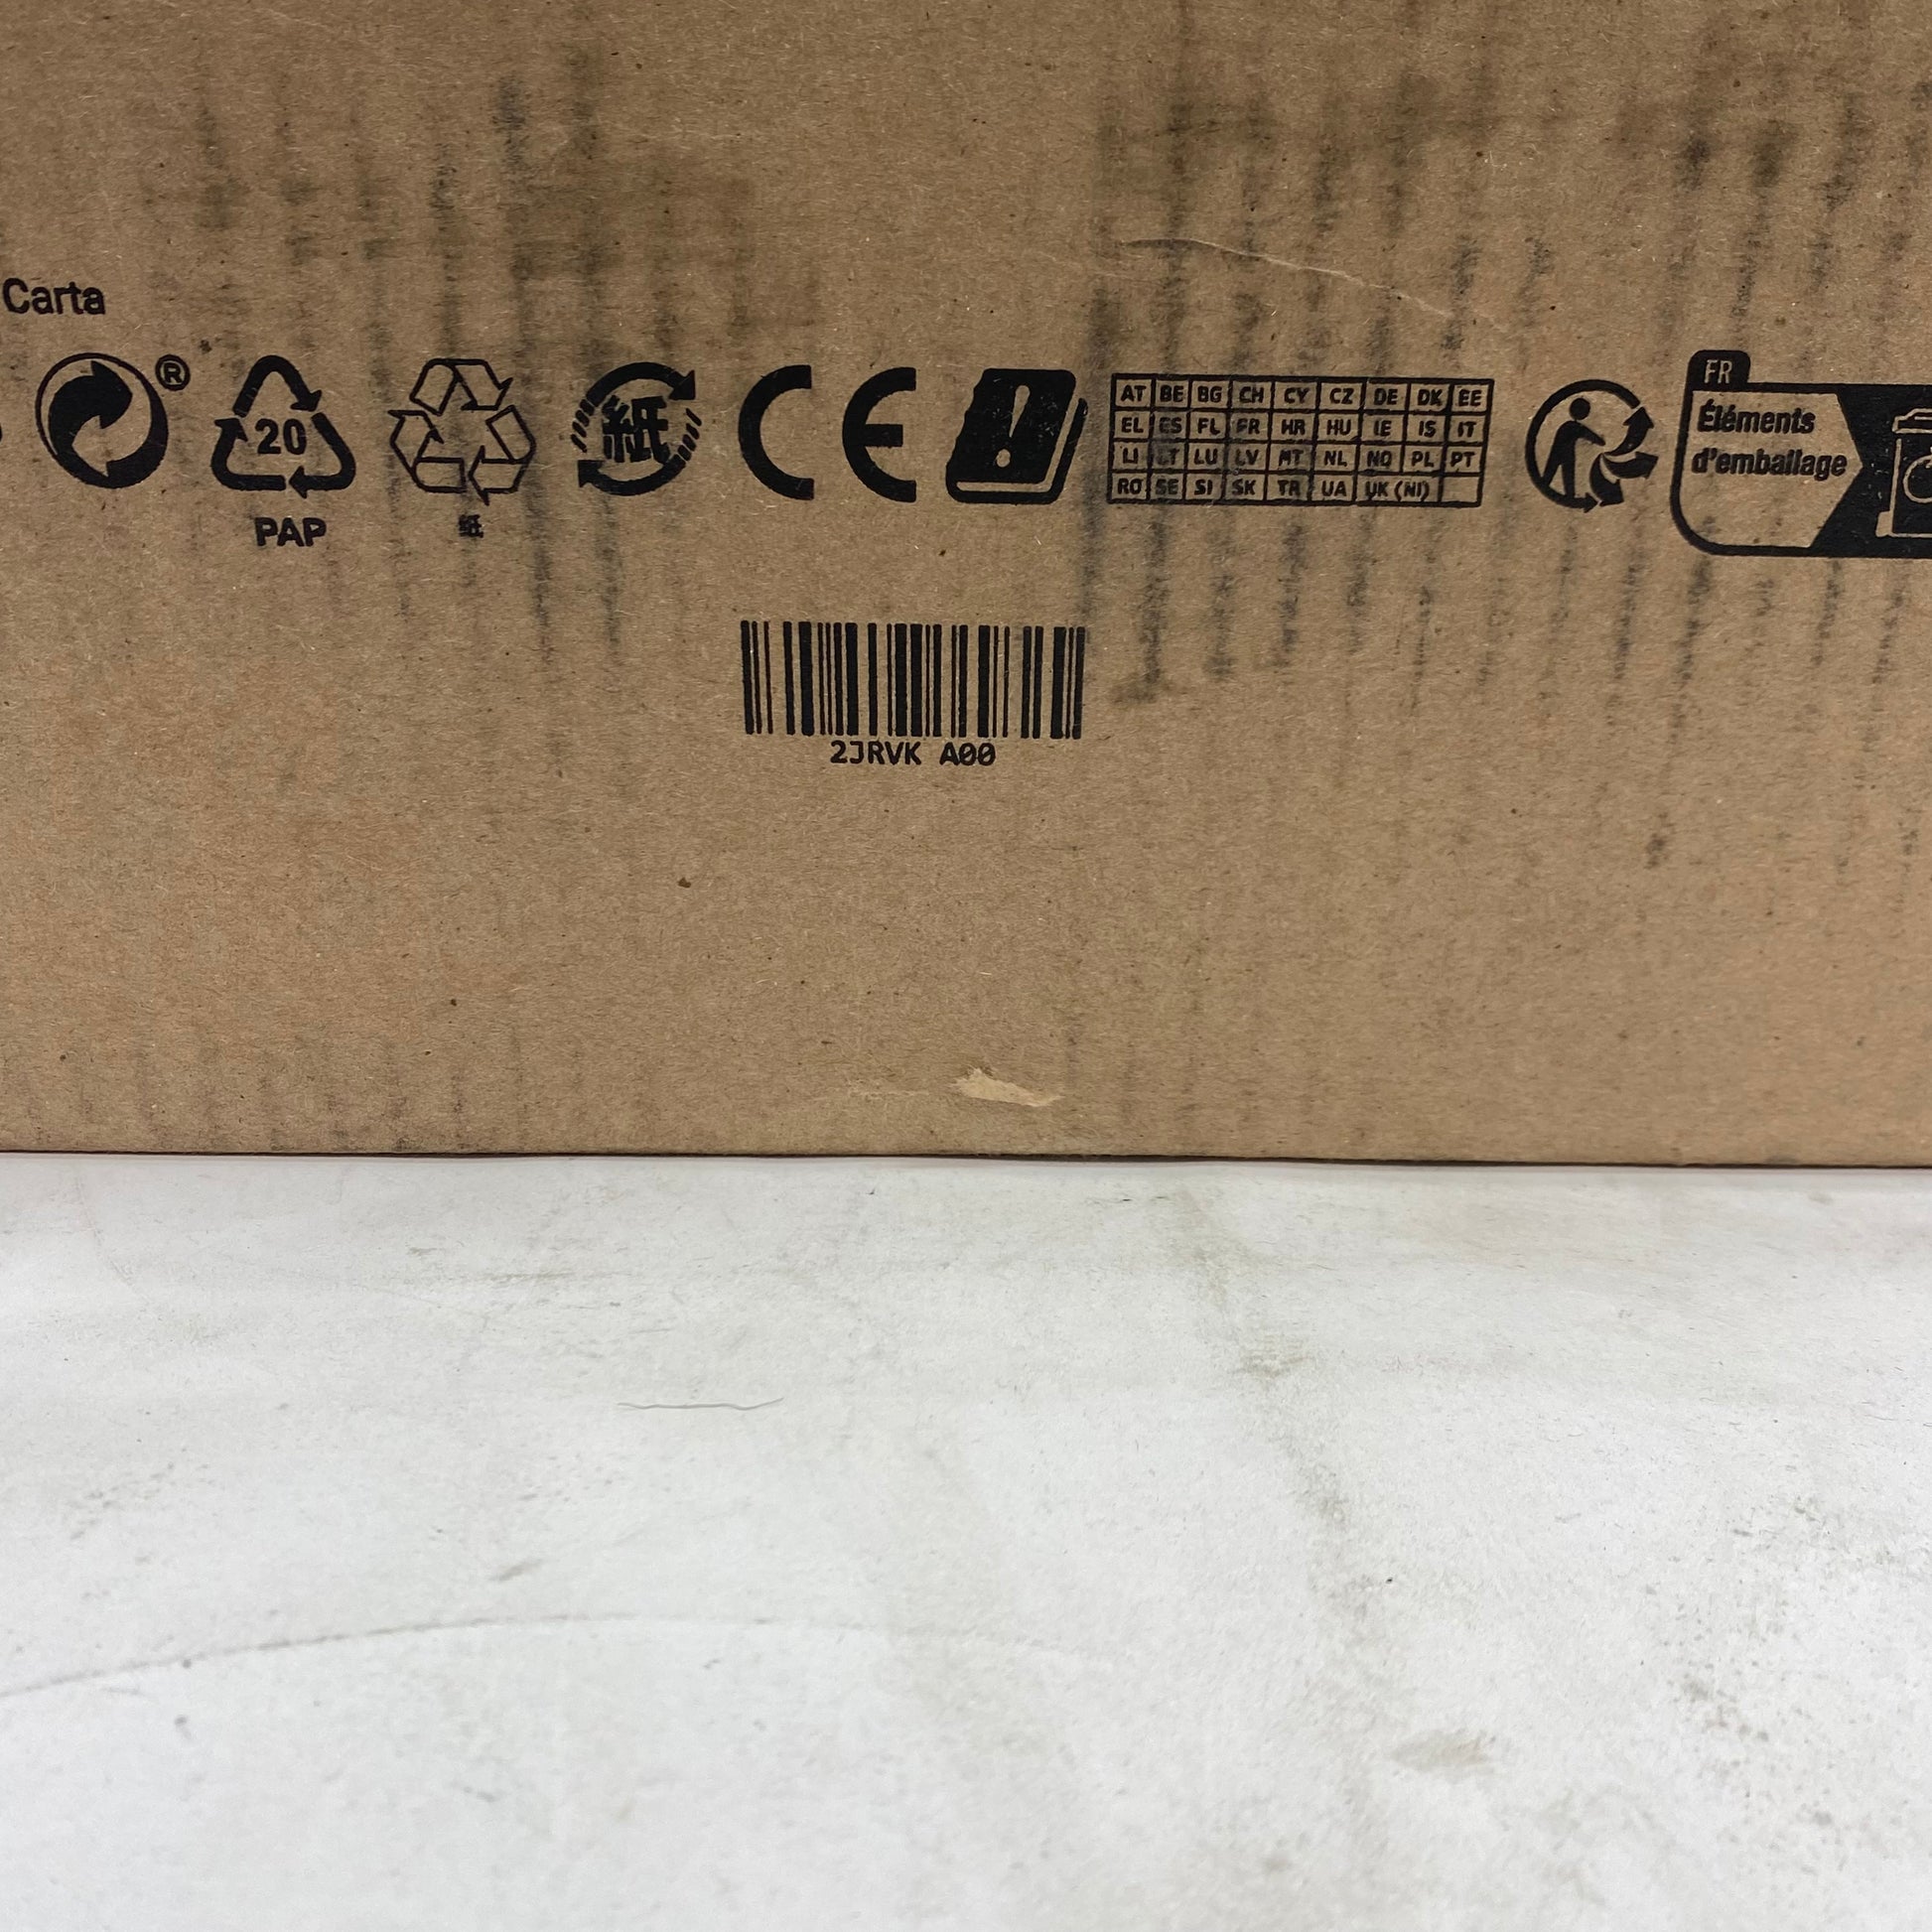 Carta
®
20
PAP
紙
紙
CE
!
AT BE BG CH CY CZ DE DK EE
EL ES FL FR HR HU IE IS IT
LI LT LU LV MT NL NO PL PT
RO SE SI SK TR UA UK (NI)
FR
Éléments
d'emballage
2JRVK A00